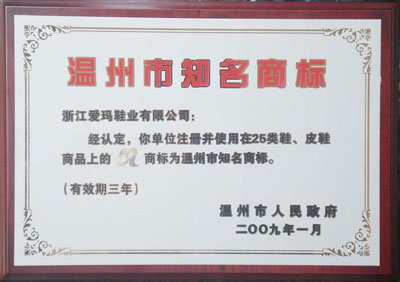 温州市知名商标
浙江爱玛鞋业有限公司：
经认定，你单位注册并使用在25类鞋、皮鞋
商品上的 商标为温州市知名商标。
（有效期三年）
温州市人民政府
二〇〇九年一月